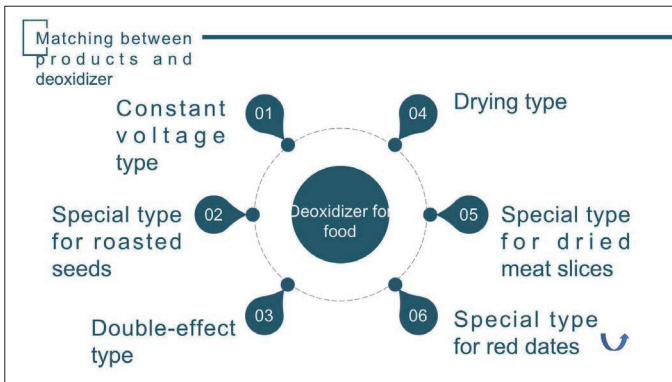 Matching between
products and
deoxidizer
01
Constant
voltage
type
02
Special type
for roasted
seeds
03
Double-effect
type
Deoxidizer for
food
04
Drying type
05
Special type
for dried
meat slices
06
Special type
for red dates